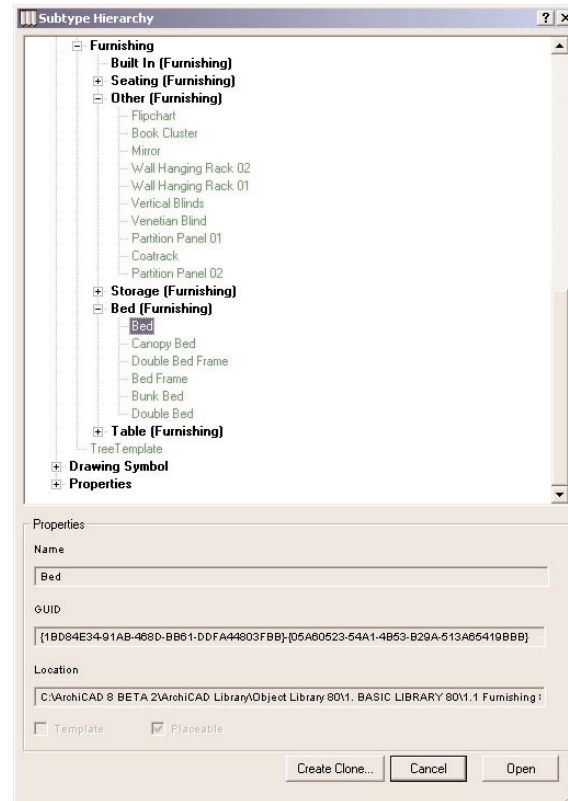 Subtype Hierarchy
Furnishing
Built In (Furnishing)
Seating (Furnishing)
Other (Furnishing)
Flipchart
Book Cluster
Mirror
Wall Hanging Rack 02
Wall Hanging Rack 01
Vertical Blinds
Venetian Blind
Partition Panel 01
Coatrack
Partition Panel 02
Storage (Furnishing)
Bed (Furnishing)
Bed
Canopy Bed
Double Bed Frame
Bed Frame
Bunk Bed
Double Bed
Table (Furnishing)
TreeTemplate
Drawing Symbol
Properties
Properties
Name
Bed
GUID
{1BD84E34-91AB-468D-BB61-DDFA44803FBB}-{05A60523-54A1-4B53-B29A-513A65419BBB}
Location
C:\ArchiCAD 8 BETA 2\ArchiCAD Library\Object Library 80\1. BASIC LIBRARY 80\1.1 Furnishing
Template Placeable
Create Clone... Cancel Open